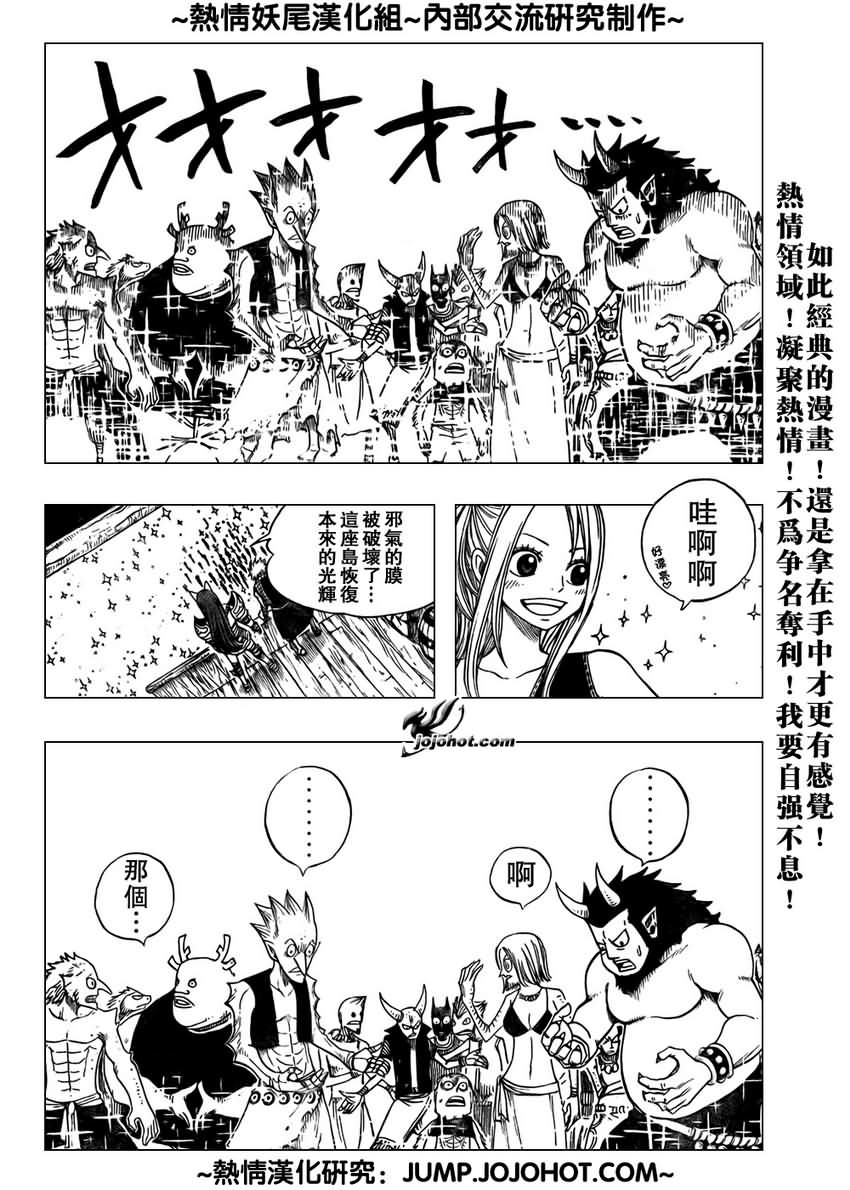 ~熱情妖尾漢化組~內部交流研究制作~
オオオオオ……
如此經典的漫畫！還是拿在手中才更有感覺！
熱情領域！凝聚熱情！不爲争名奪利！我要自强不息！
哇啊啊
好漂亮♡
邪氣的膜
被破壞了…
這座島恢復
本來的光輝
jojohot.com
………
啊
………
那個…
~熱情漢化研究：JUMP.JOJOHOT.COM~